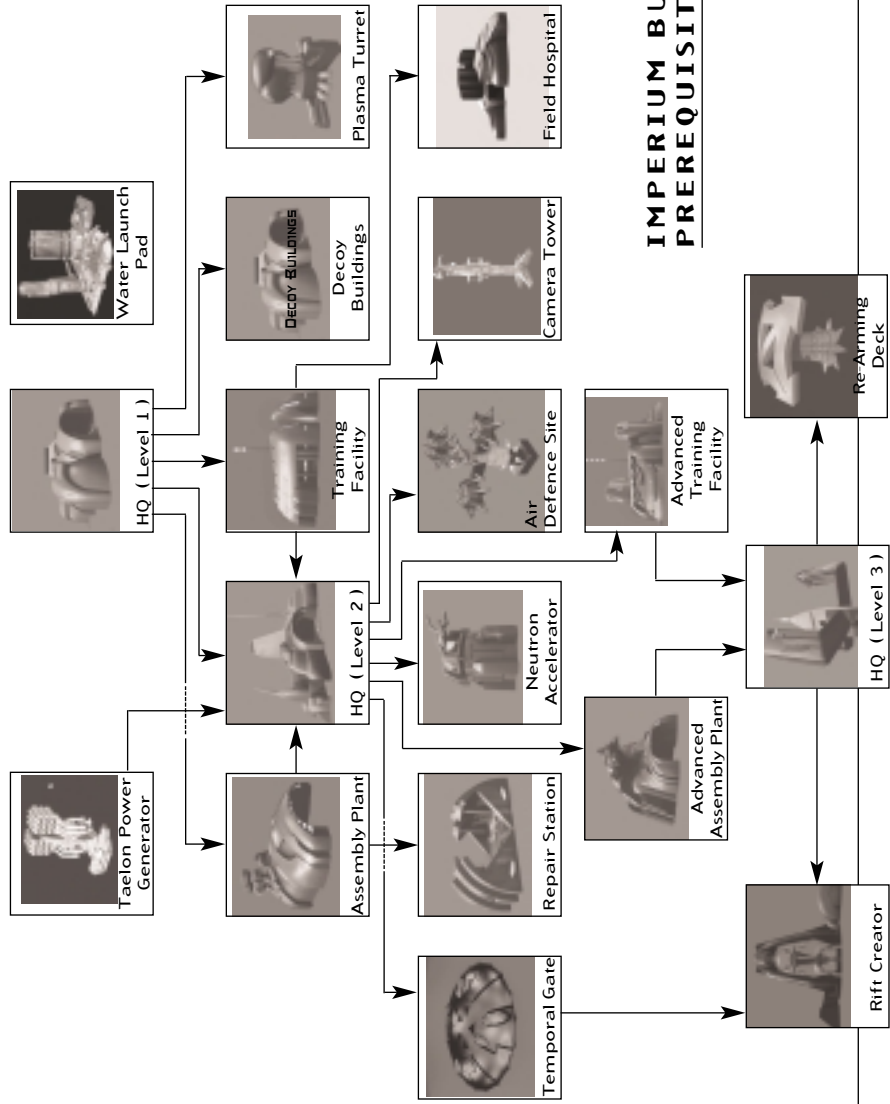 IMPERIUM BU
PREREQUISIT
Taelon Power
Generator
HQ ( Level 1 )
Water Launch
Pad
Assembly Plant
HQ ( Level 2 )
Training
Facility
DECOY BUILDINGS
Decoy
Buildings
Plasma Turret
Temporal Gate
Repair Station
Neutron
Accelerator
Air
Defence Site
Camera Tower
Field Hospital
Advanced
Assembly Plant
Advanced
Training
Facility
Rift Creator
HQ ( Level 3 )
Re-Arming
Deck